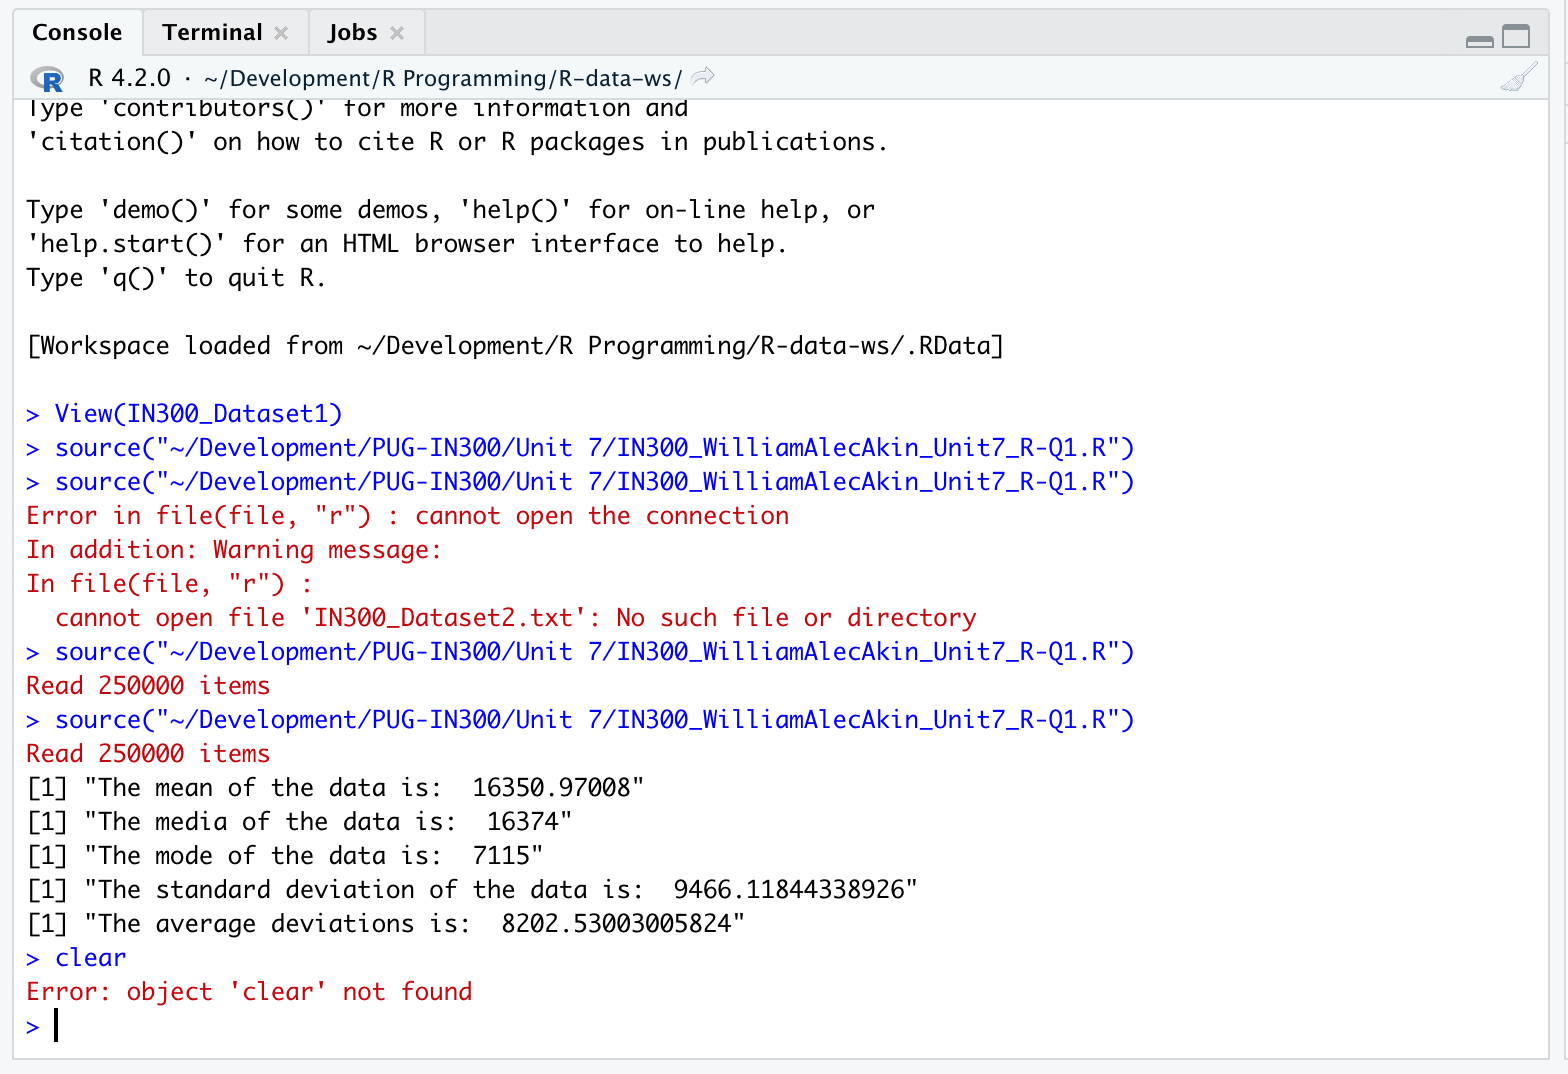 Console Terminal Jobs
R 4.2.0 · ~/Development/R Programming/R-data-ws/
Type 'contributors()' for more information and
'citation()' on how to cite R or R packages in publications.
Type 'demo()' for some demos, 'help()' for on-line help, or
'help.start()' for an HTML browser interface to help.
Type 'q()' to quit R.
[Workspace loaded from ~/Development/R Programming/R-data-ws/.RData]
> View(IN300_Dataset1)
> source("~/Development/PUG-IN300/Unit 7/IN300_WilliamAlecAkin_Unit7_R-Q1.R")
> source("~/Development/PUG-IN300/Unit 7/IN300_WilliamAlecAkin_Unit7_R-Q1.R")
Error in file(file, "r") : cannot open the connection
In addition: Warning message:
In file(file, "r") :
  cannot open file 'IN300_Dataset2.txt': No such file or directory
> source("~/Development/PUG-IN300/Unit 7/IN300_WilliamAlecAkin_Unit7_R-Q1.R")
Read 250000 items
> source("~/Development/PUG-IN300/Unit 7/IN300_WilliamAlecAkin_Unit7_R-Q1.R")
Read 250000 items
[1] "The mean of the data is:  16350.97008"
[1] "The media of the data is:  16374"
[1] "The mode of the data is:  7115"
[1] "The standard deviation of the data is:  9466.11844338926"
[1] "The average deviations is:  8202.53003005824"
> clear
Error: object 'clear' not found
>